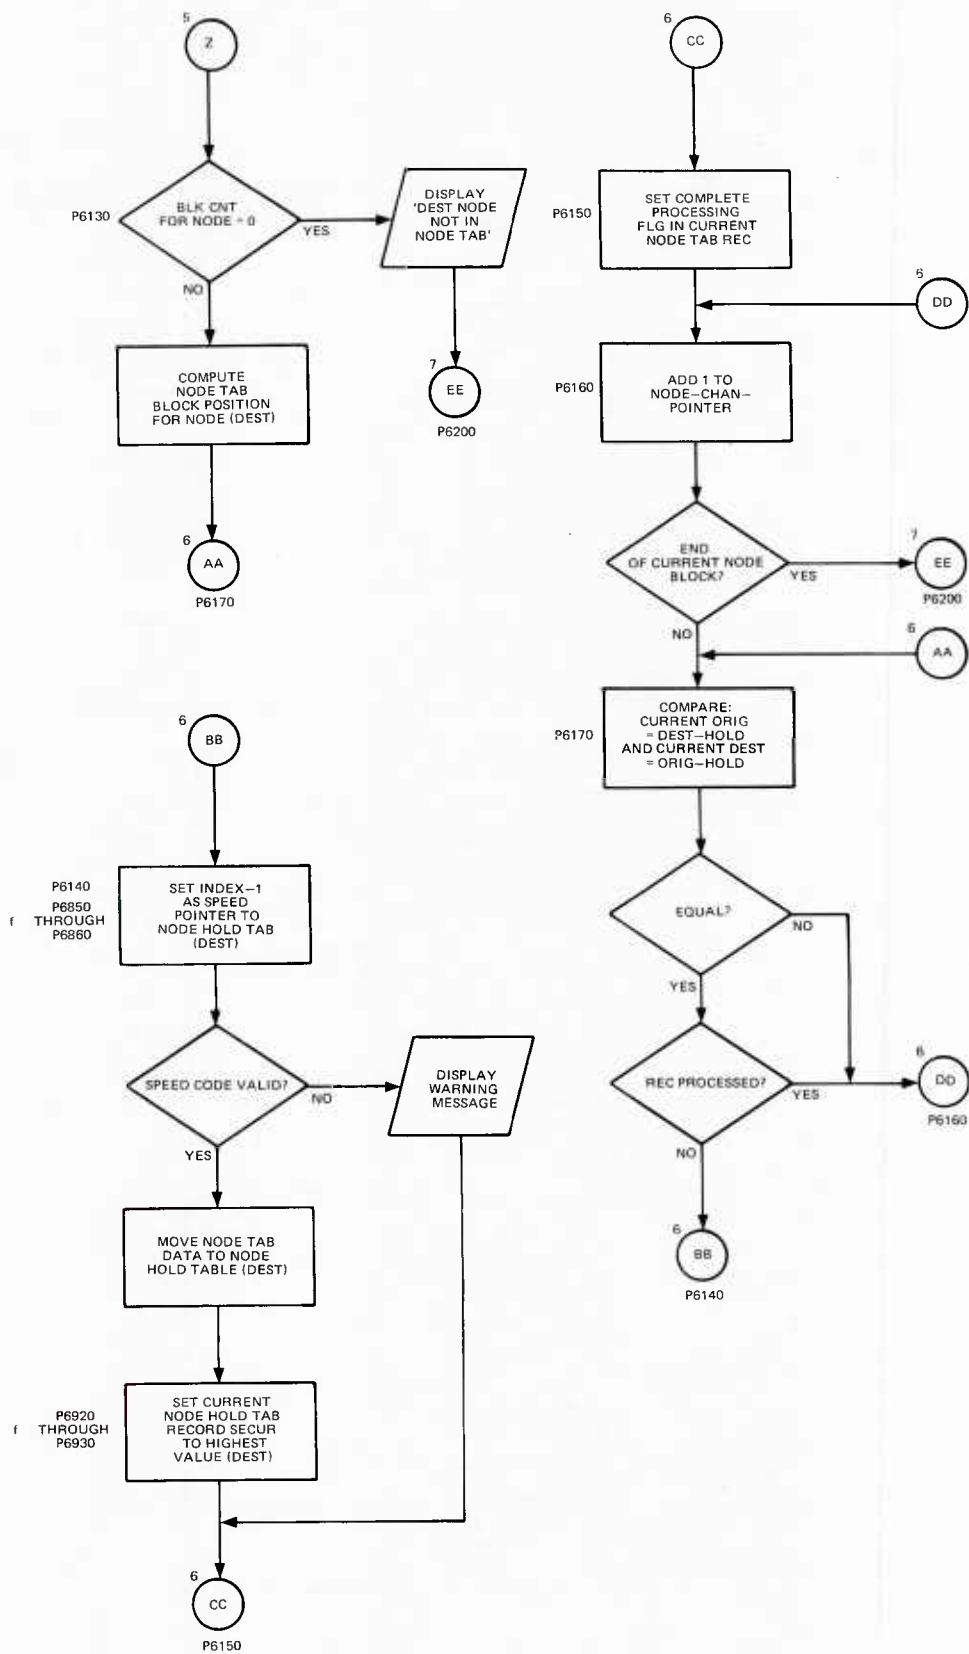 5
Z
P6130
BLK CNT
FOR NODE = 0
YES
NO
DISPLAY
'DEST NODE
NOT IN
NODE TAB'
7
EE
P6200
COMPUTE
NODE TAB
BLOCK POSITION
FOR NODE (DEST)
6
AA
P6170
6
BB
P6140
P6850
f THROUGH
P6860
SET INDEX-1
AS SPEED
POINTER TO
NODE HOLD TAB
(DEST)
SPEED CODE VALID?
NO
YES
DISPLAY
WARNING
MESSAGE
MOVE NODE TAB
DATA TO NODE
HOLD TABLE (DEST)
P6920
f THROUGH
P6930
SET CURRENT
NODE HOLD TAB
RECORD SECUR
TO HIGHEST
VALUE (DEST)
6
CC
P6150
6
CC
P6150
SET COMPLETE
PROCESSING
FLG IN CURRENT
NODE TAB REC
6
DD
P6160
ADD 1 TO
NODE-CHAN-
POINTER
END
OF CURRENT NODE
BLOCK?
YES
NO
7
EE
P6200
6
AA
P6170
COMPARE:
CURRENT ORIG
= DEST-HOLD
AND CURRENT DEST
= ORIG-HOLD
EQUAL?
NO
YES
REC PROCESSED?
YES
NO
6
DD
P6160
6
BB
P6140